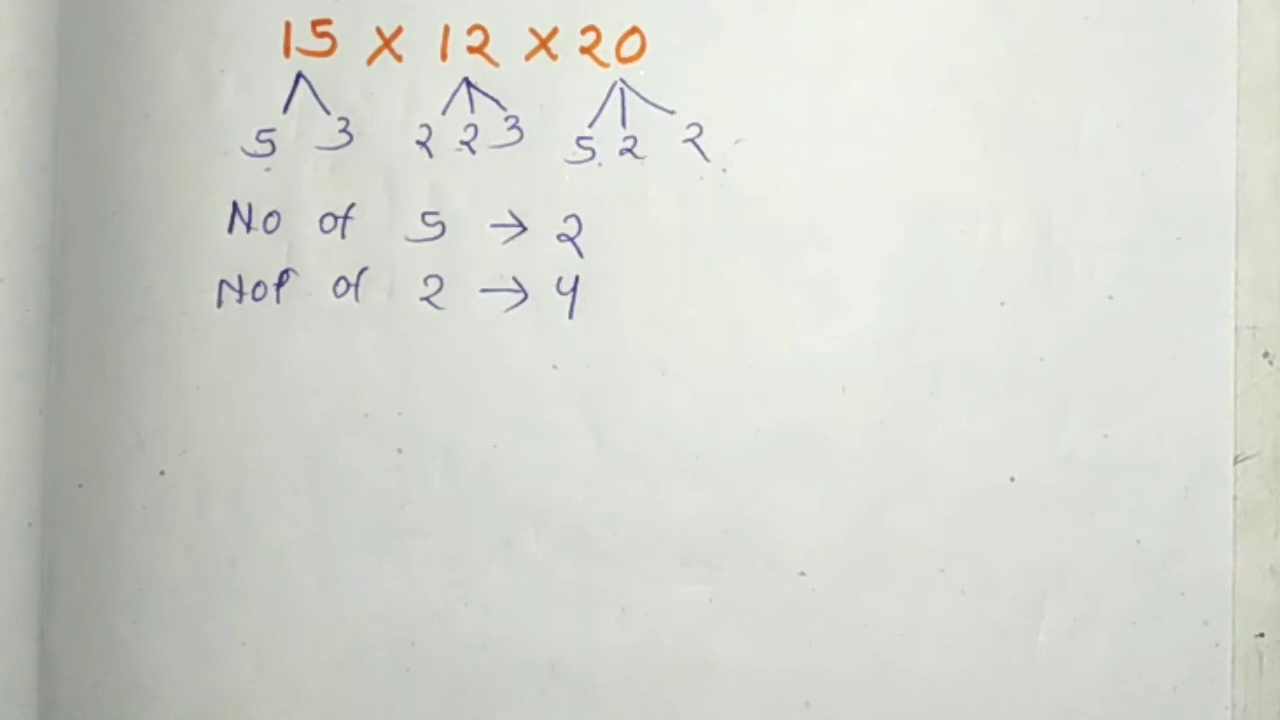 15 × 12 × 20
5 3 2 2 3 5 2 2
No of 5 → 2
Nof of 2 → 4